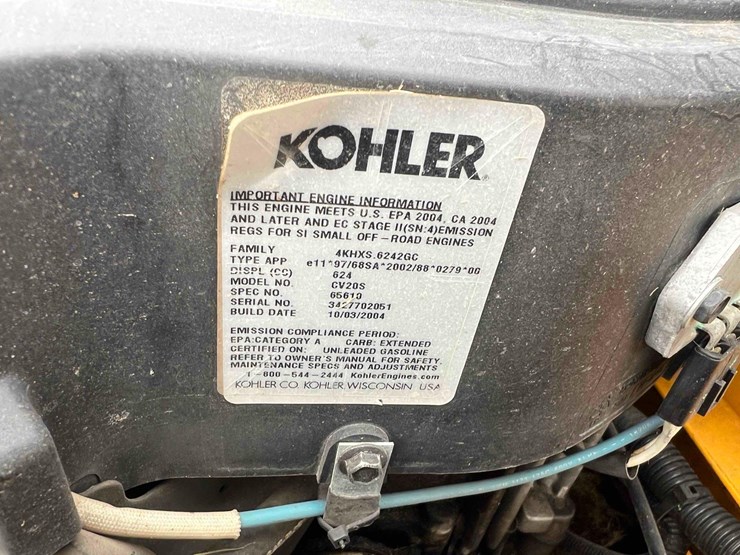 KOHLER
IMPORTANT ENGINE INFORMATION
THIS ENGINE MEETS U.S. EPA 2004, CA 2004
AND LATER AND EC STAGE II(SN:4)EMISSION
REGS FOR SI SMALL OFF-ROAD ENGINES
FAMILY 4KHXS.6242GC
TYPE APP e11*97/68SA*2002/88*0279*00
DISPL (CC) 624
MODEL NO. CV20S
SPEC NO. 65610
SERIAL NO. 3427702051
BUILD DATE 10/03/2004
EMISSION COMPLIANCE PERIOD:
EPA:CATEGORY A CARB: EXTENDED
CERTIFIED ON: UNLEADED GASOLINE
REFER TO OWNER'S MANUAL FOR SAFETY,
MAINTENANCE SPECS AND ADJUSTMENTS
1-800-544-2444 KohlerEngines.com
KOHLER CO. KOHLER, WISCONSIN USA